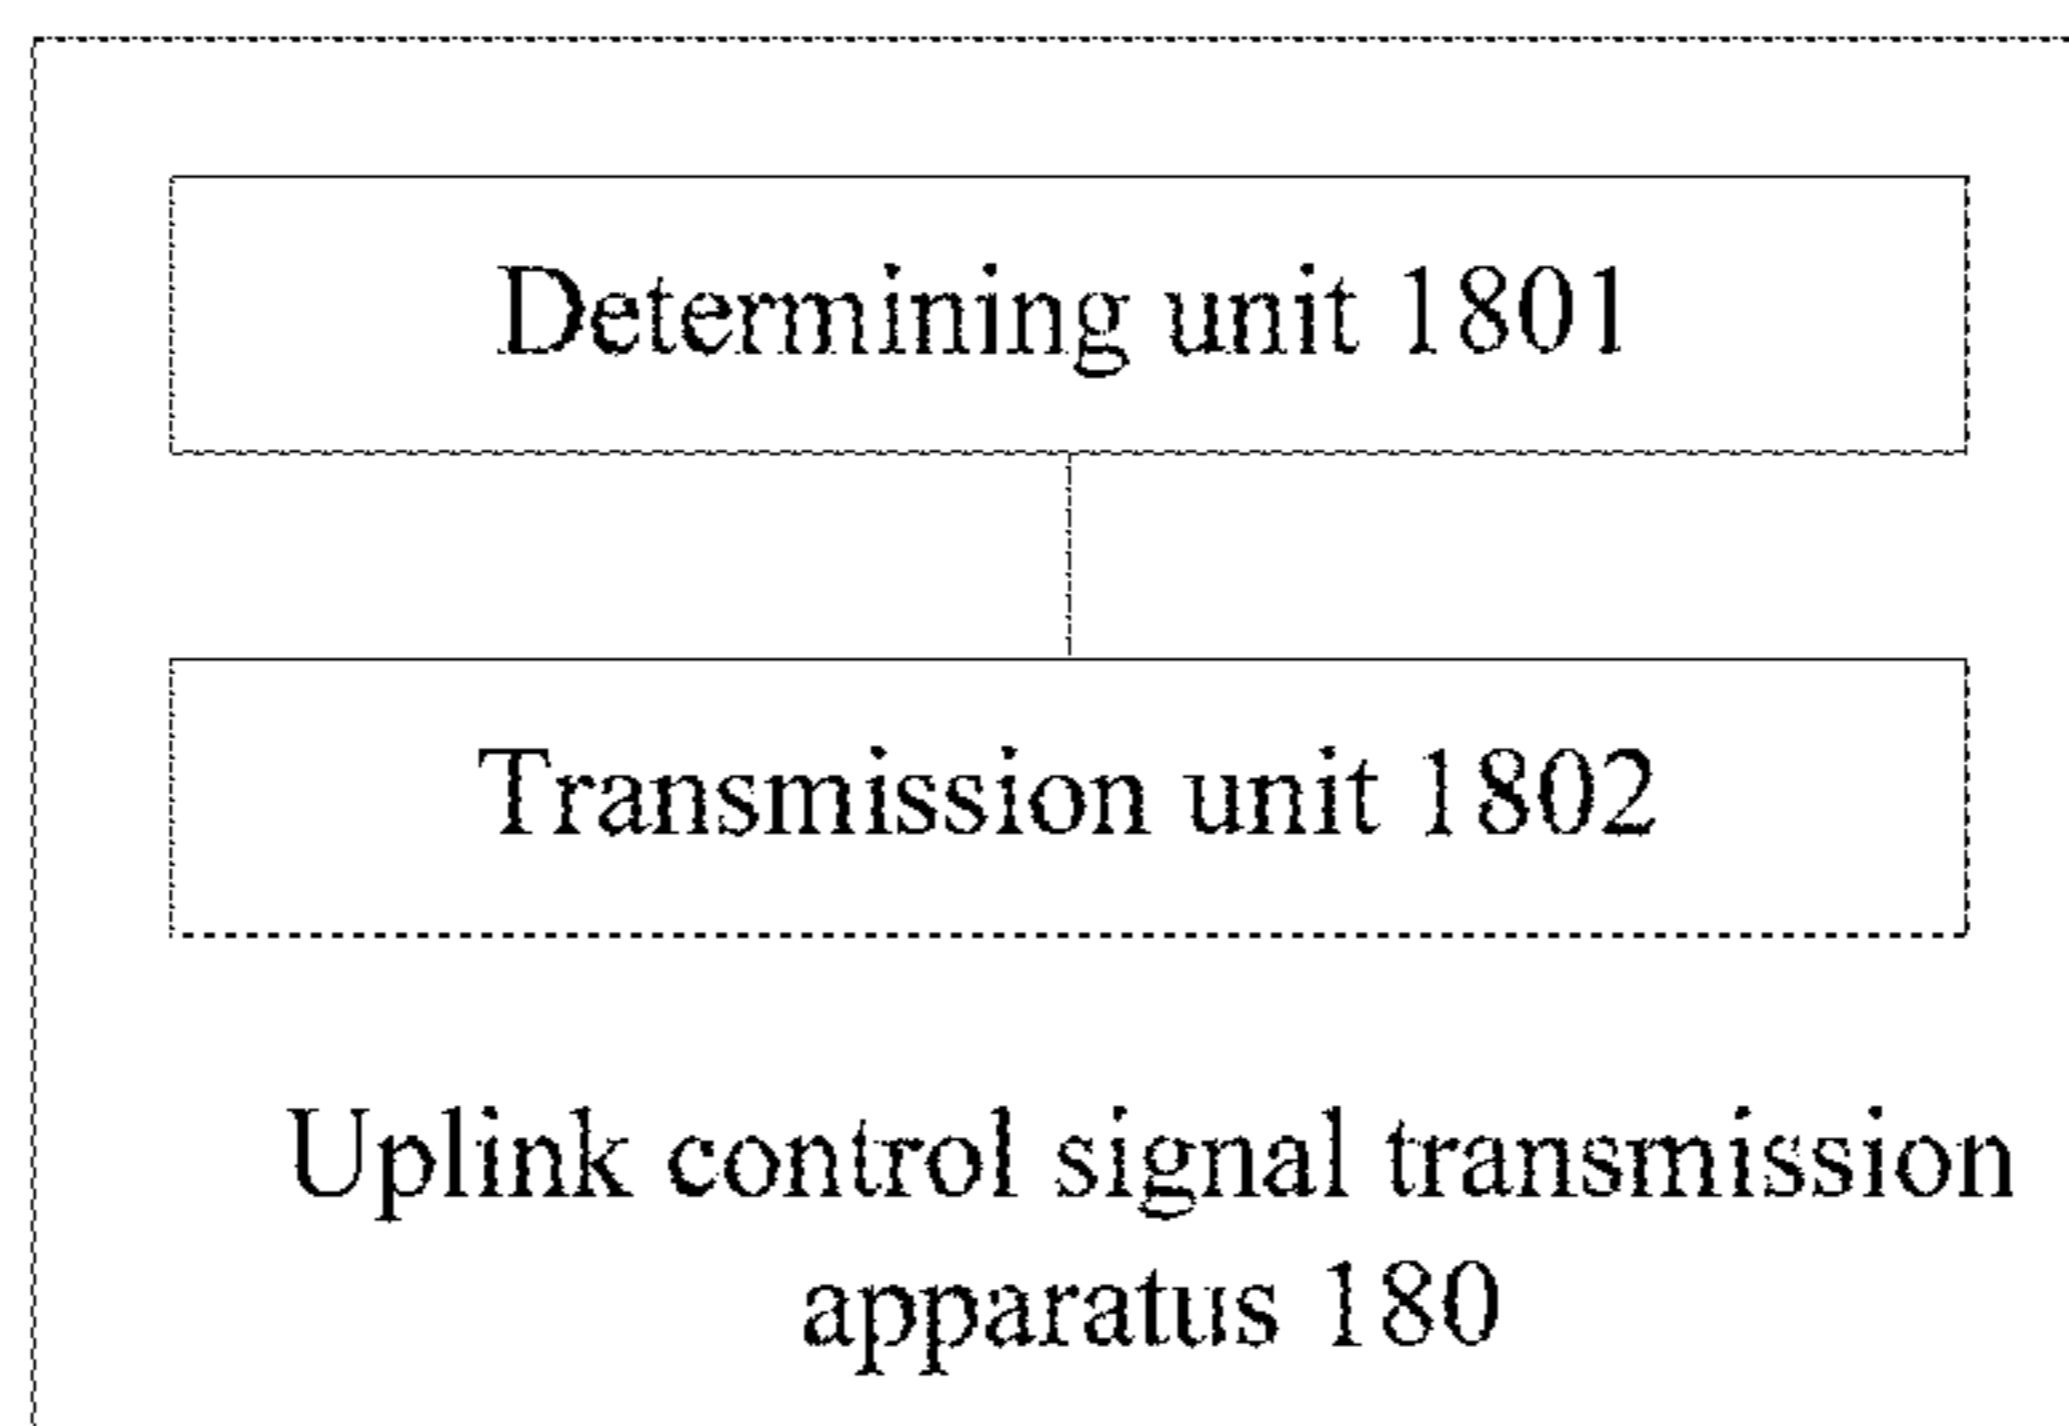 Determining unit 1801
Transmission unit 1802
Uplink control signal transmission
apparatus 180